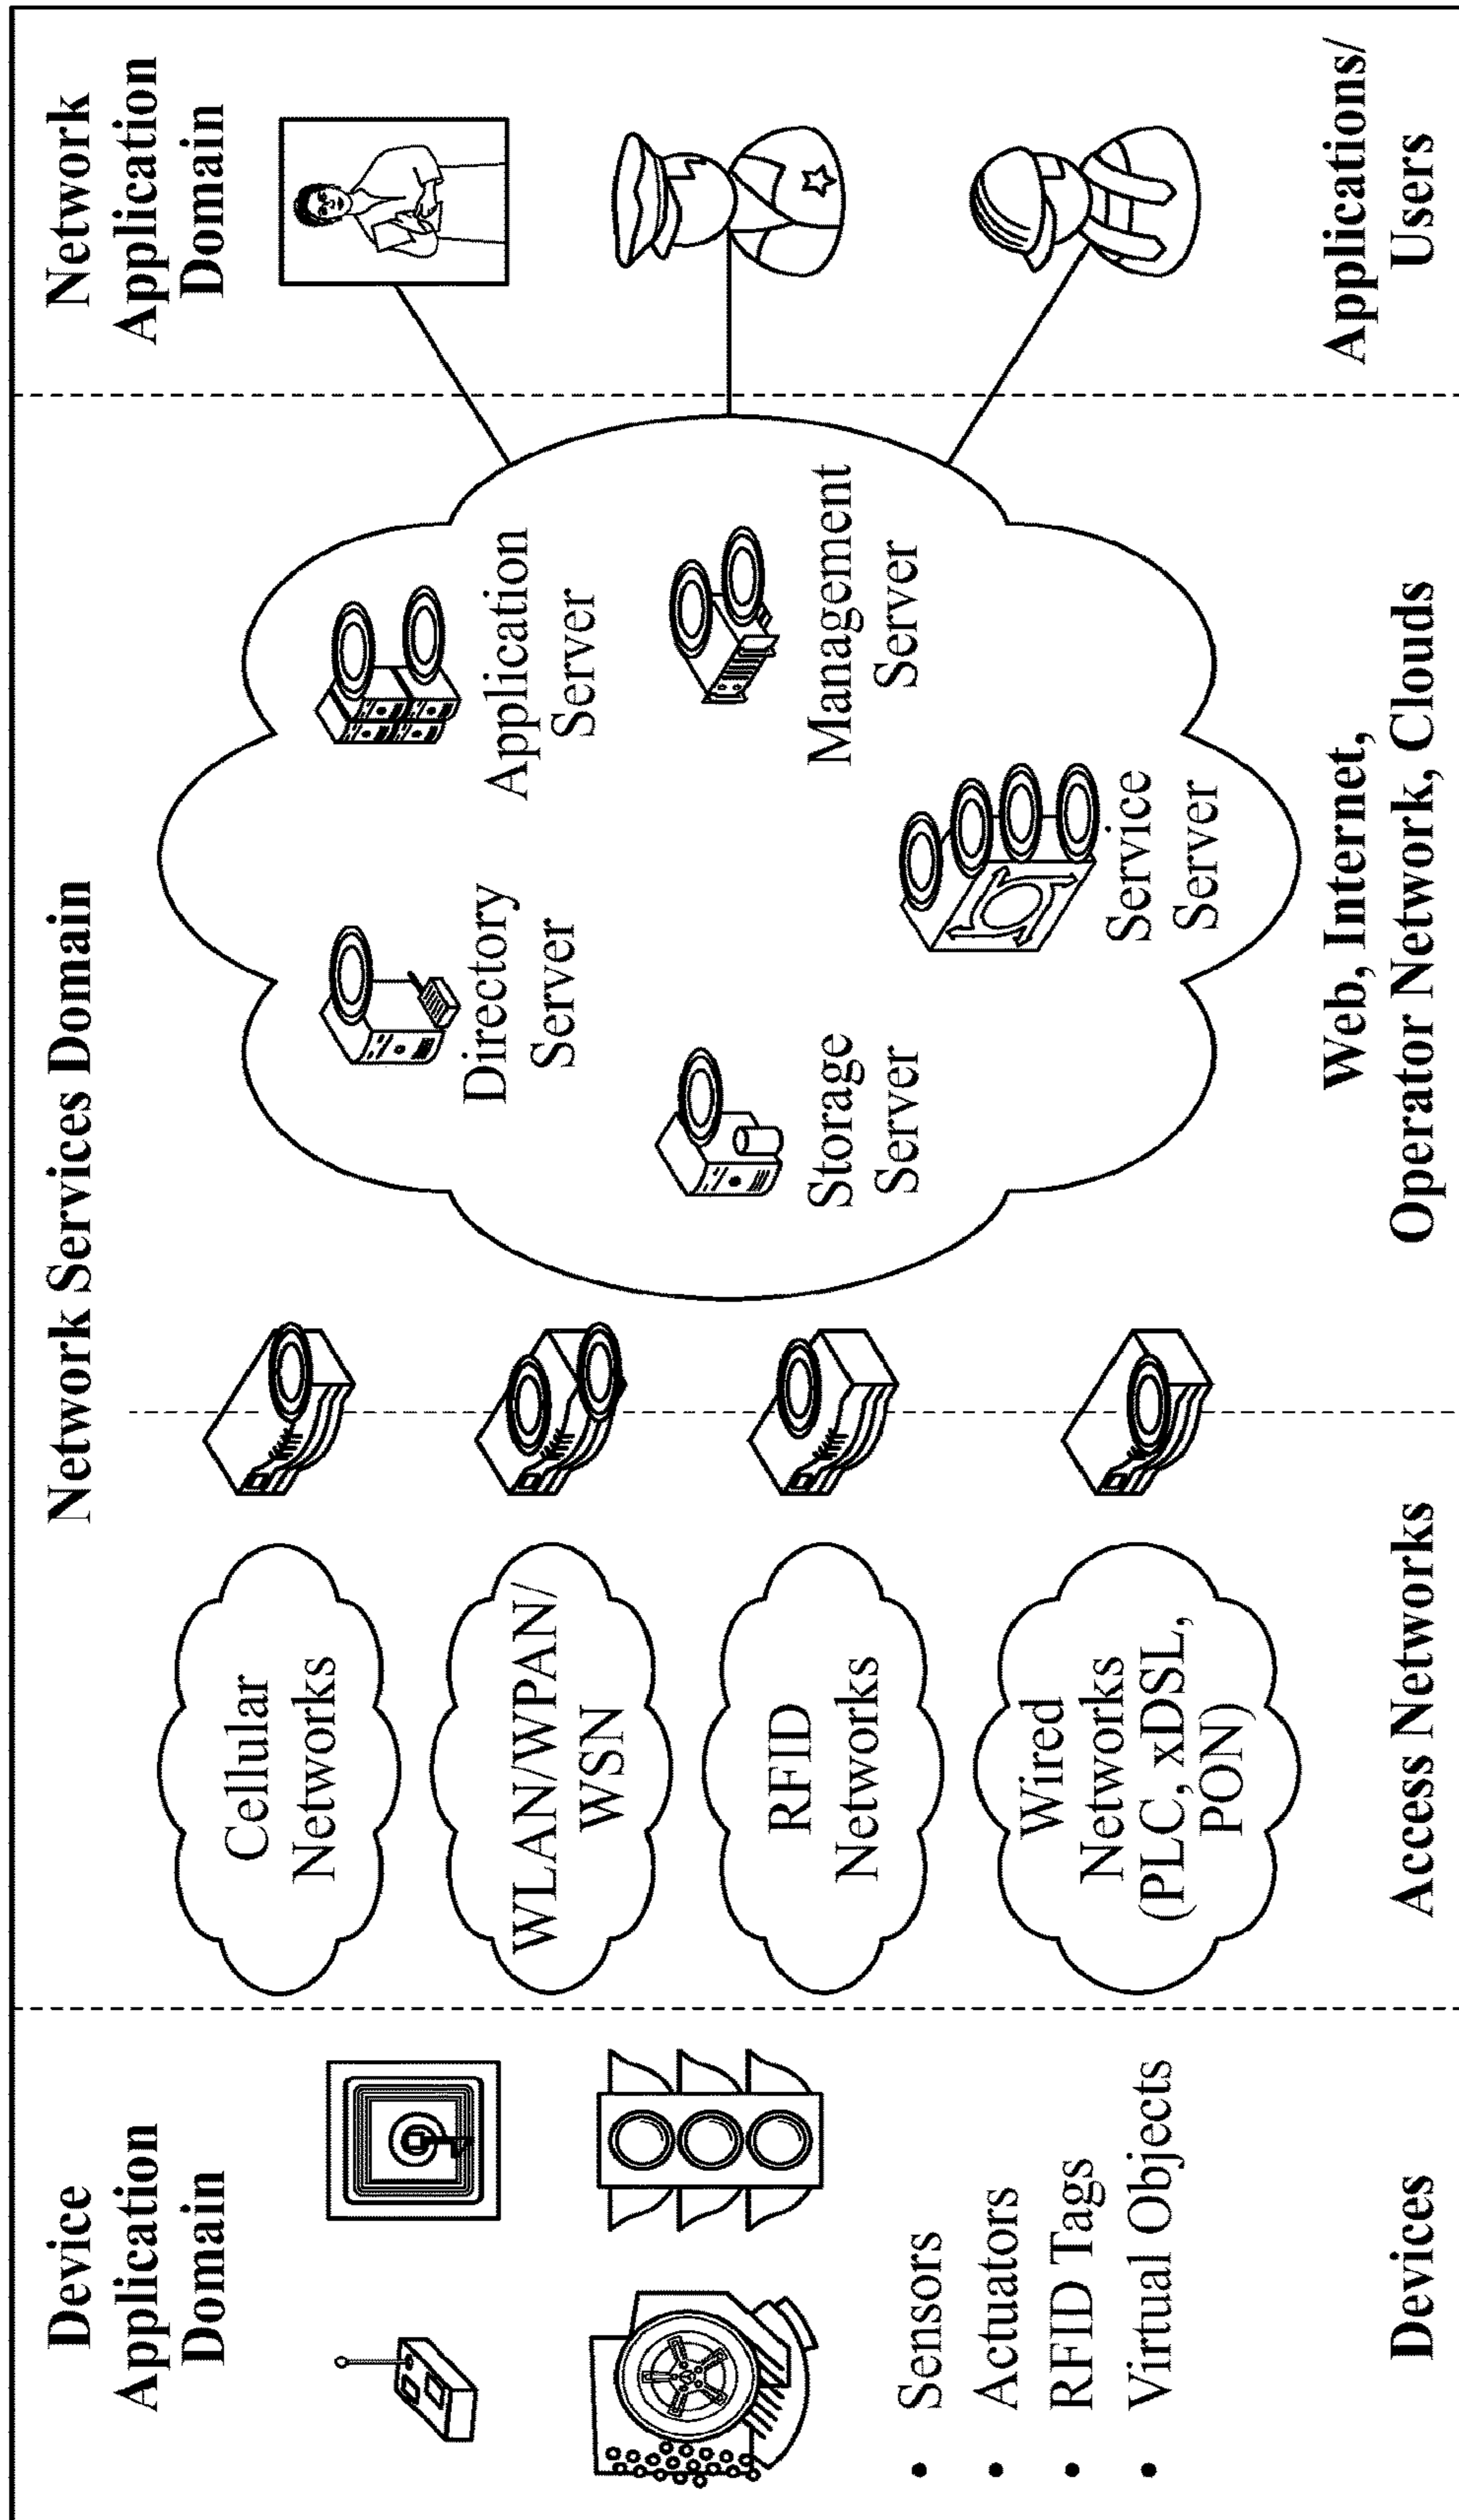 Device
Application
Domain
• Sensors
• Actuators
• RFID Tags
• Virtual Objects
Devices
Network Services Domain
Cellular
Networks
WLAN/WPAN/
WSN
RFID
Networks
Wired
Networks
(PLC, xDSL,
PON)
Access Networks
Directory
Server
Application
Server
Storage
Server
Management
Server
Service
Server
Web, Internet,
Operator Network, Clouds
Network
Application
Domain
Applications/
Users